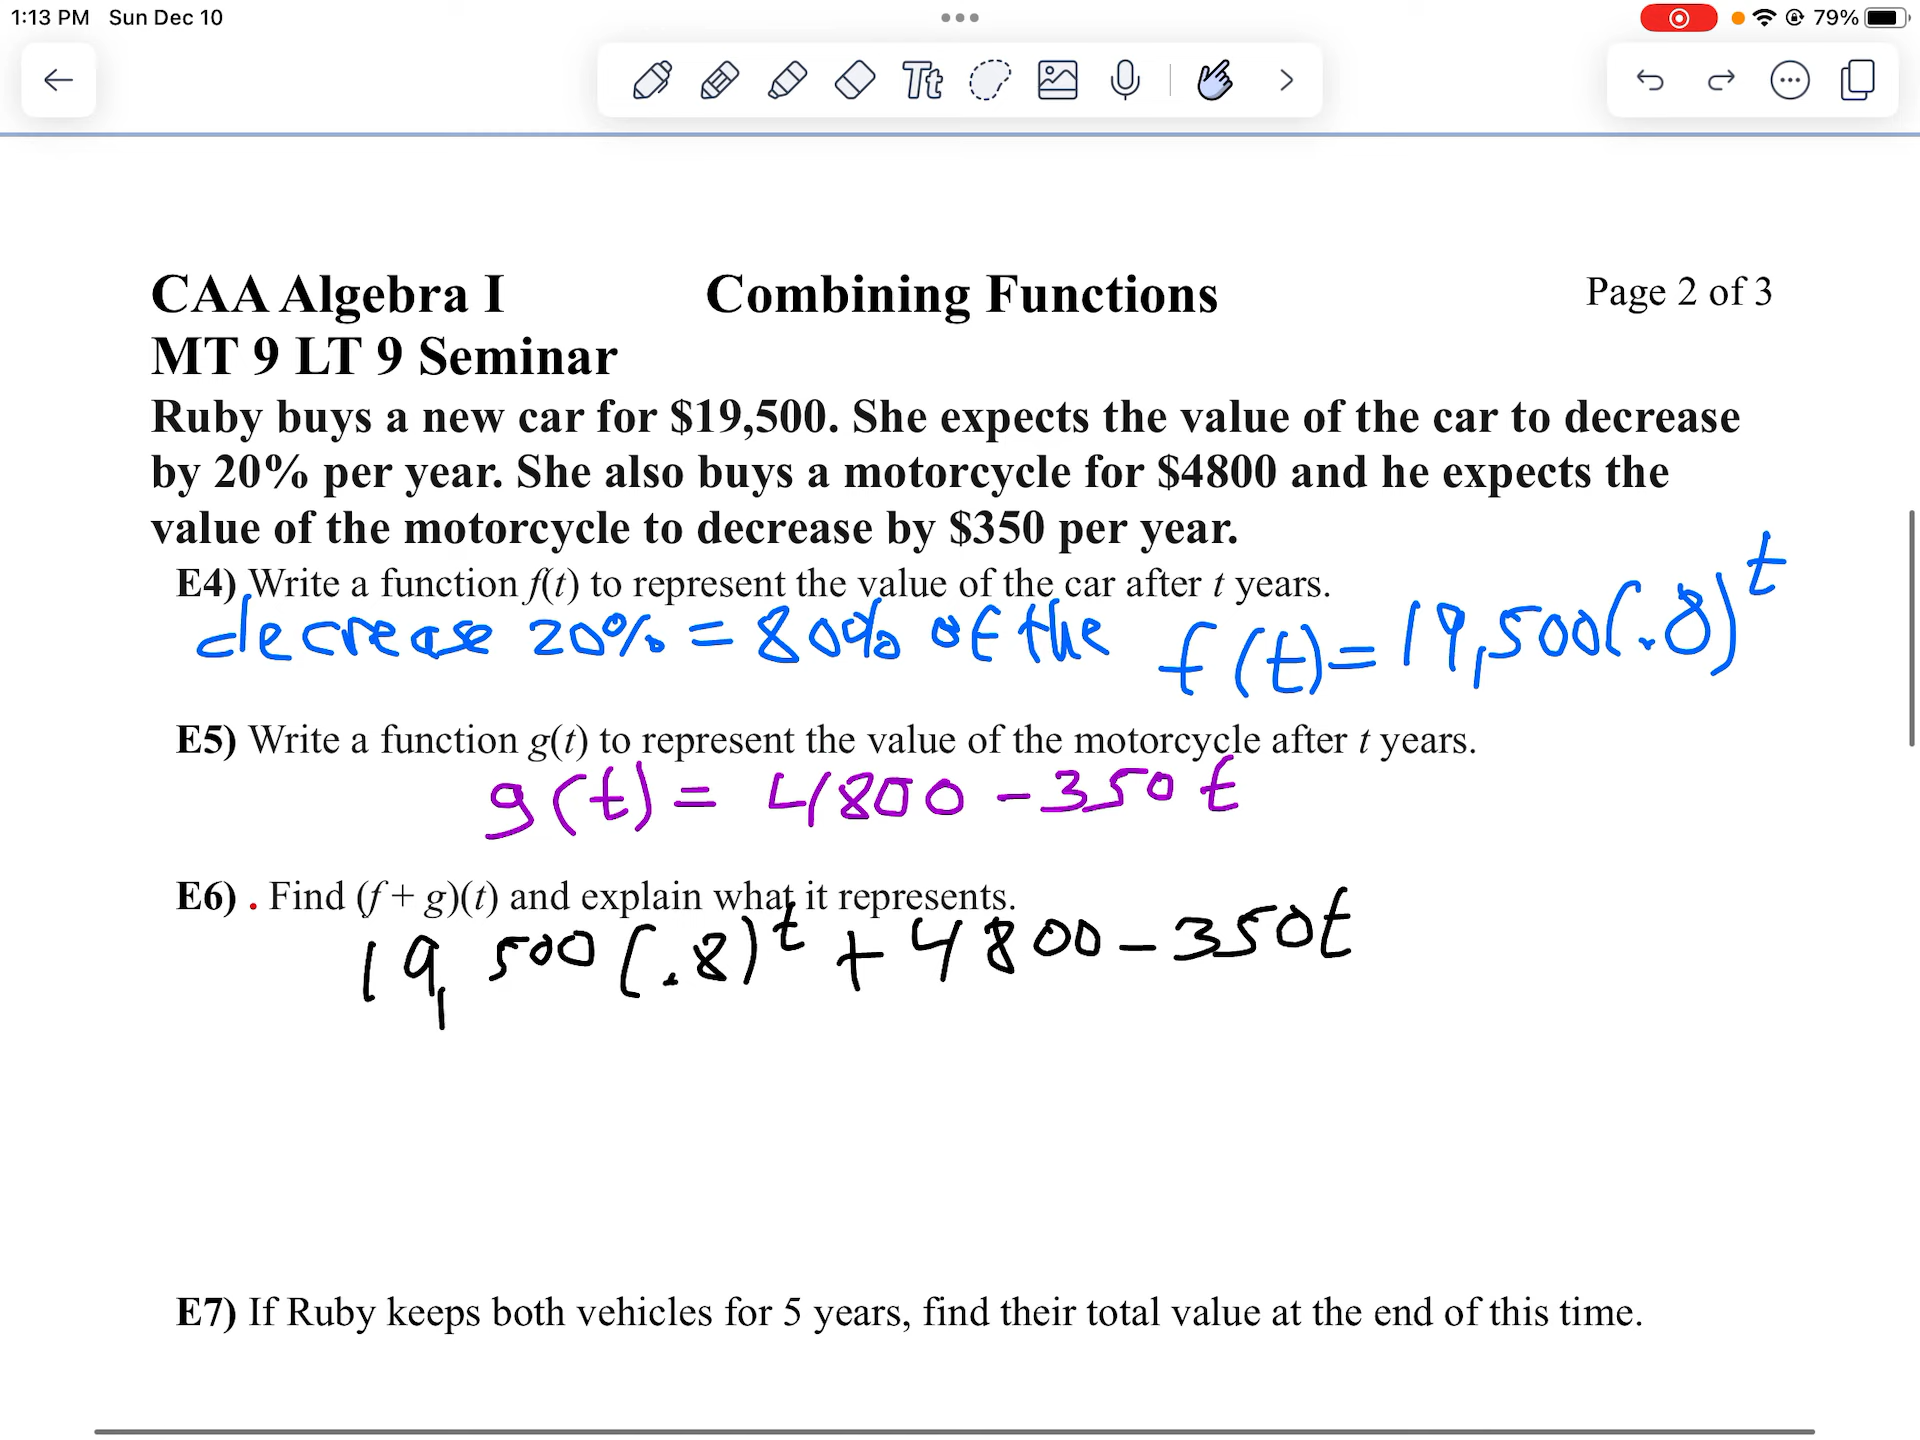 1:13 PM Sun Dec 10
79%
Tt
CAA Algebra I Combining Functions Page 2 of 3
MT 9 LT 9 Seminar
Ruby buys a new car for $19,500. She expects the value of the car to decrease
by 20% per year. She also buys a motorcycle for $4800 and he expects the
value of the motorcycle to decrease by $350 per year.
E4) Write a function f(t) to represent the value of the car after t years.
decrease 20% = 80% of the f(t)= 19,500(.8)^t
E5) Write a function g(t) to represent the value of the motorcycle after t years.
g(t) = 4800 - 350t
E6) . Find (f + g)(t) and explain what it represents.
19,500(.8)^t + 4800 - 350t
E7) If Ruby keeps both vehicles for 5 years, find their total value at the end of this time.